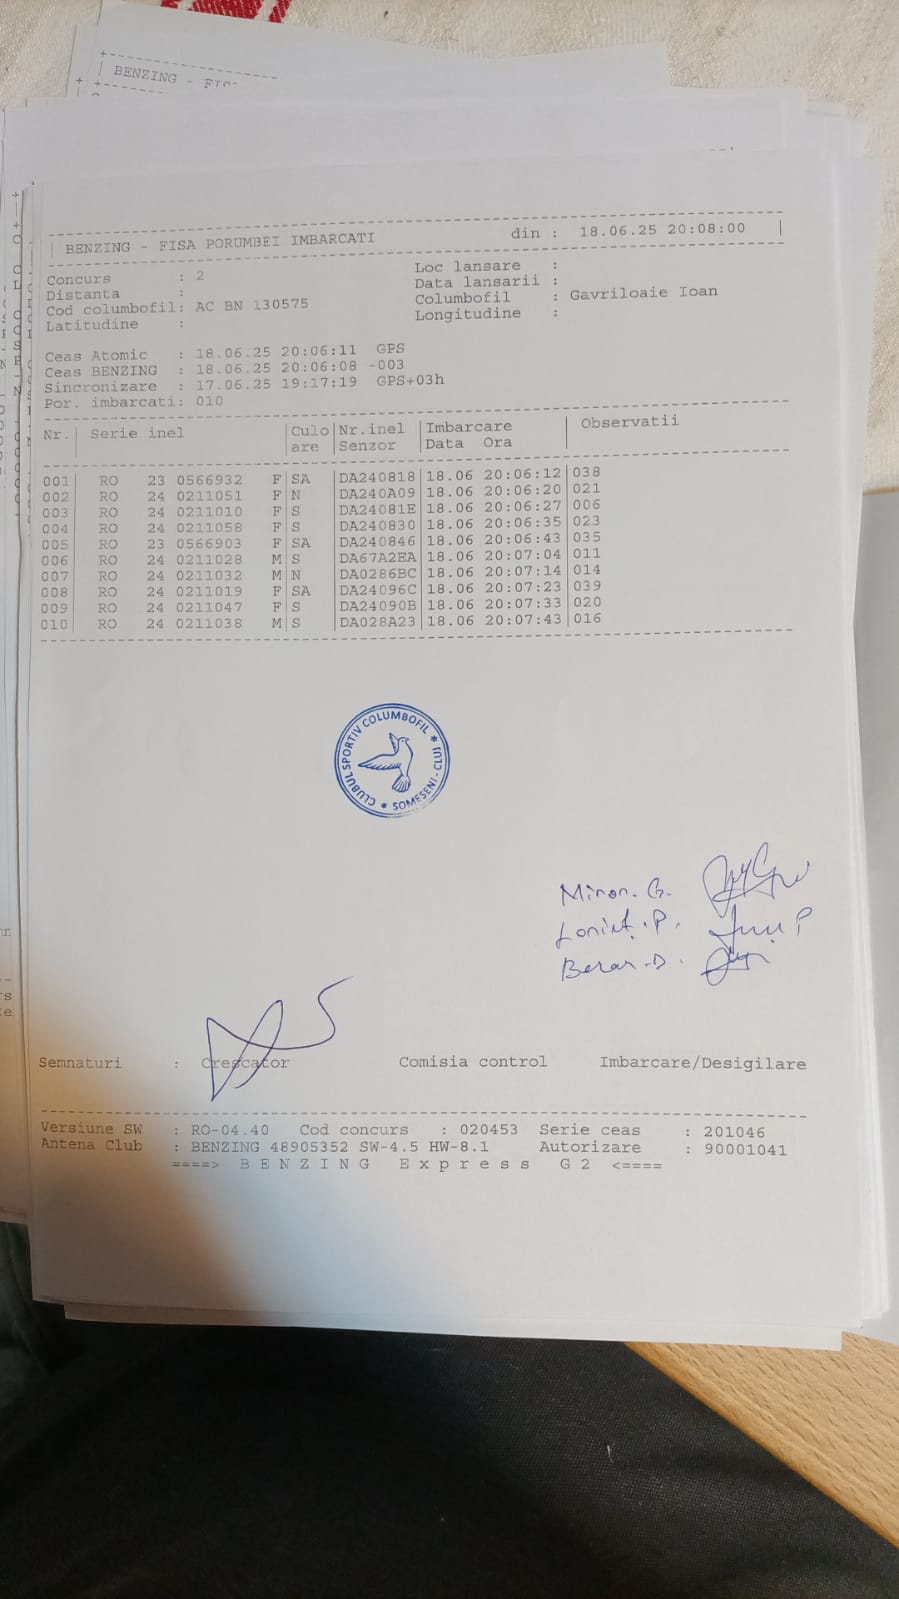 BENZING - FIS
BENZING - FISA PORUMBEI IMBARCATI din : 18.06.25 20:08:00
Concurs : 2 Loc lansare :
Distanta : Data lansarii :
Cod columbofil: AC BN 130575 Columbofil : Gavriloaie Ioan
Latitudine : Longitudine :
Ceas Atomic : 18.06.25 20:06:11 GPS
Ceas BENZING : 18.06.25 20:06:08 -003
Sincronizare : 17.06.25 19:17:19 GPS+03h
Por. imbarcati: 010
Nr. Serie inel Culo Nr.inel Imbarcare Observatii
are Senzor Data Ora
001 RO 23 0566932 F SA DA240818 18.06 20:06:12 038
002 RO 24 0211051 F N DA240A09 18.06 20:06:20 021
003 RO 24 0211010 F S DA24081E 18.06 20:06:27 006
004 RO 24 0211058 F S DA240830 18.06 20:06:35 023
005 RO 23 0566903 F SA DA240846 18.06 20:06:43 035
006 RO 24 0211028 M S DA67A2EA 18.06 20:07:04 011
007 RO 24 0211032 M N DA0286BC 18.06 20:07:14 014
008 RO 24 0211019 F SA DA24096C 18.06 20:07:23 039
009 RO 24 0211047 F S DA24090B 18.06 20:07:33 020
010 RO 24 0211038 M S DA028A23 18.06 20:07:43 016
CLUBUL SPORTIV COLUMBOFIL * SOMESENI - CLUJ *
Miron. G.
P.
D.
Semnaturi : Crescator Comisia control Imbarcare/Desigilare
Versiune SW : RO-04.40 Cod concurs : 020453 Serie ceas : 201046
Antena Club : BENZING 48905352 SW-4.5 HW-8.1 Autorizare : 90001041
====> B E N Z I N G E x p r e s s G 2 <====